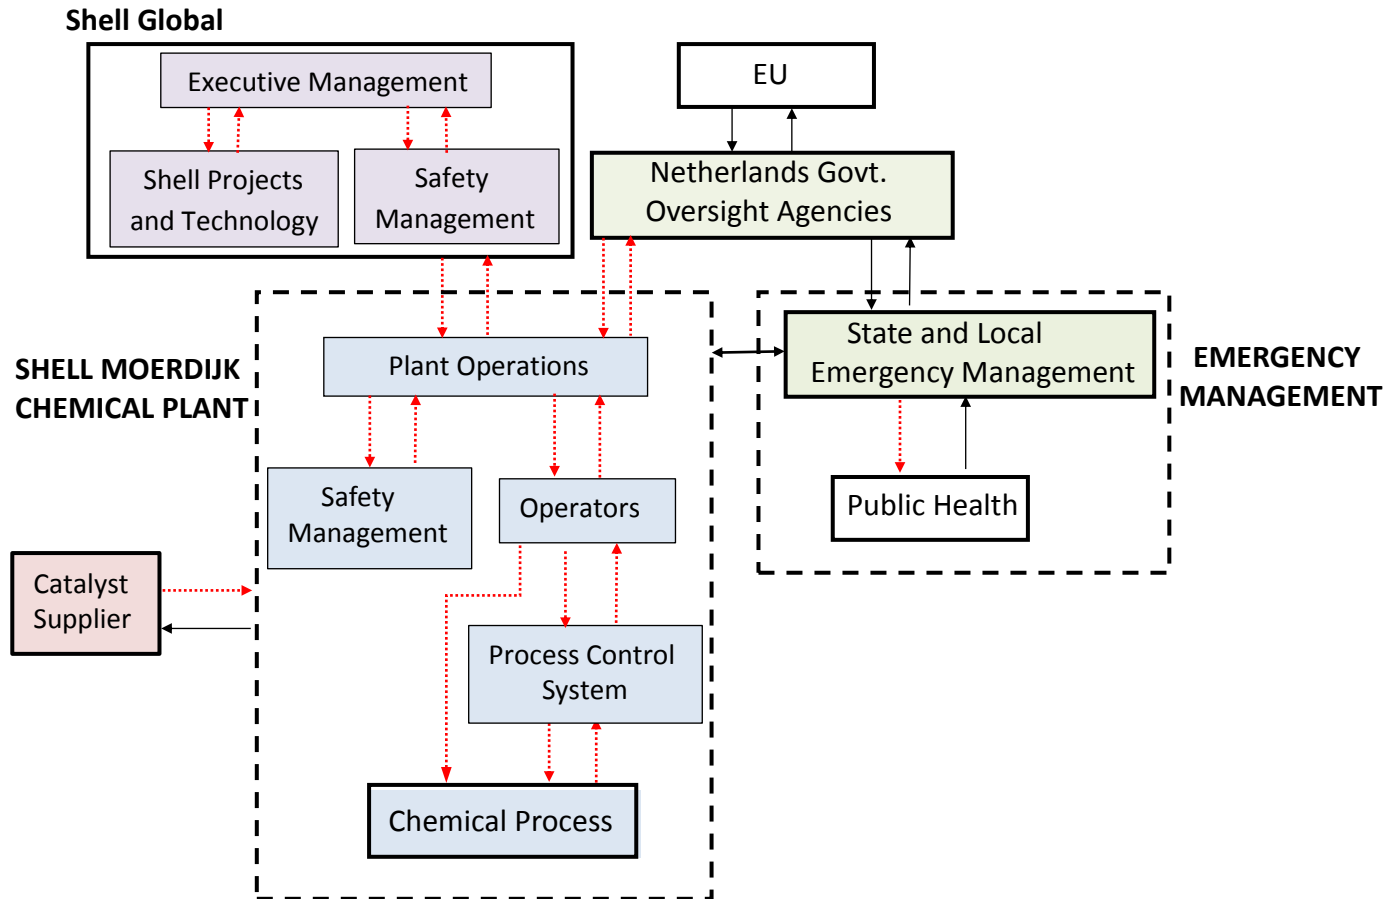 Shell Global
Executive Management
Shell Projects
and Technology
Safety
Management
EU
Netherlands Govt.
Oversight Agencies
SHELL MOERDIJK
CHEMICAL PLANT
Plant Operations
Safety
Management
Operators
Process Control
System
Chemical Process
Catalyst
Supplier
State and Local
Emergency Management
Public Health
EMERGENCY
MANAGEMENT